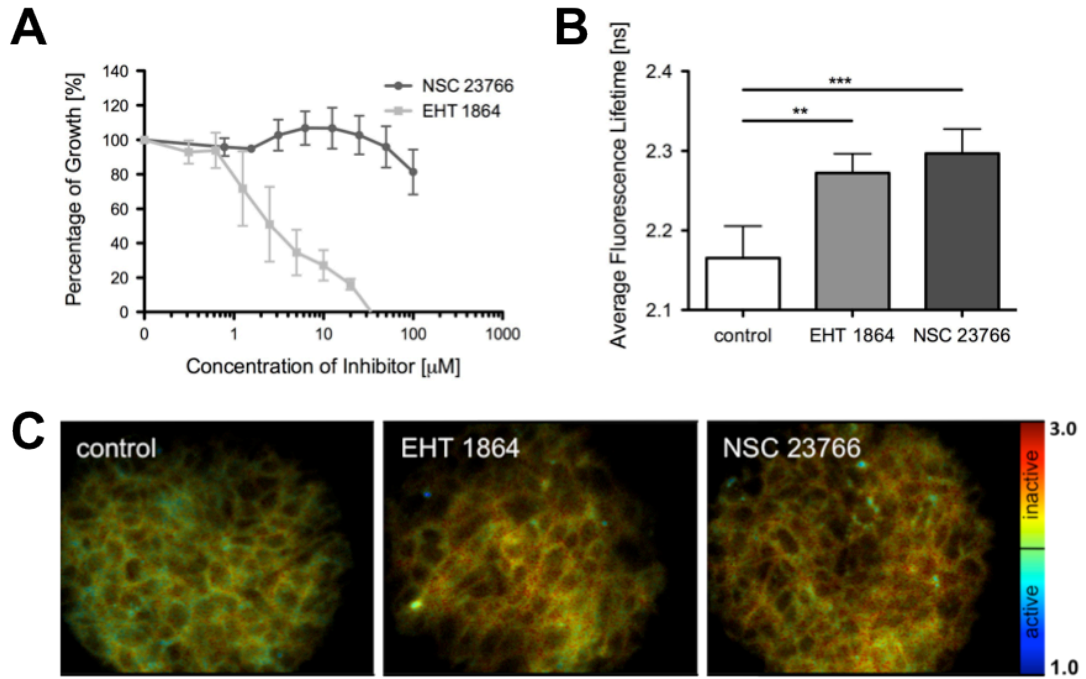 A
Percentage of Growth [%]
140
120
100
80
60
40
20
0
NSC 23766
EHT 1864
0
1
10
100
1000
Concentration of Inhibitor [µM]
B
Average Fluorescence Lifetime [ns]
2.4
2.3
2.2
2.1
***
**
control
EHT 1864
NSC 23766
C
control
EHT 1864
NSC 23766
3.0
inactive
active
1.0